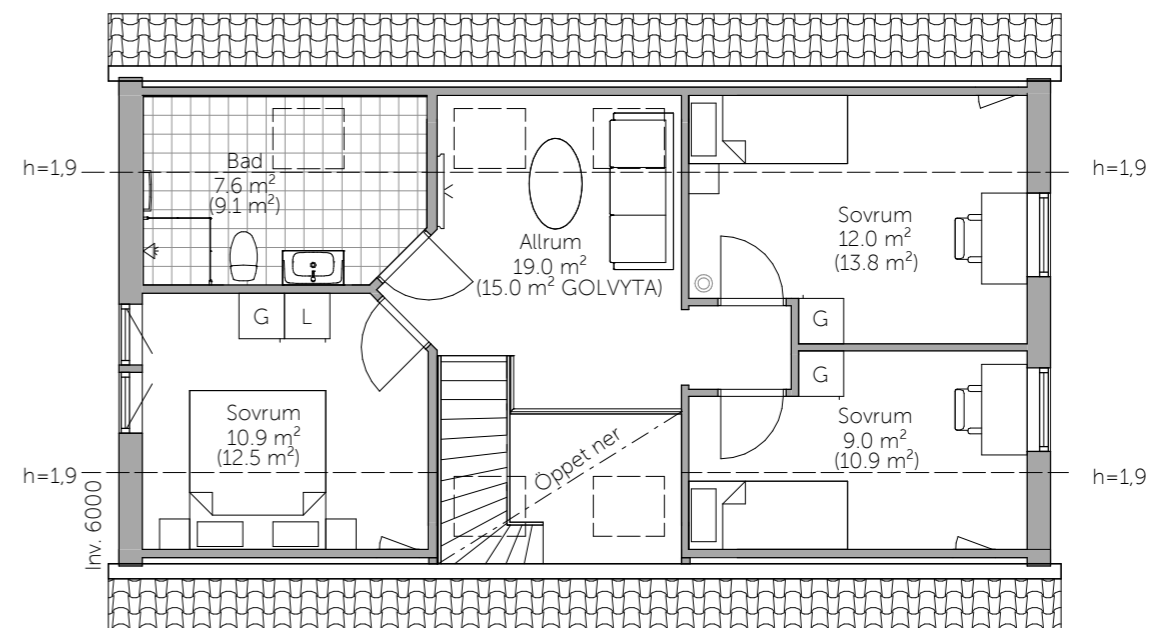 h=1,9
h=1,9
Bad
7.6 m²
(9.1 m²)
Allrum
19.0 m²
(15.0 m² GOLVYTA)
Sovrum
12.0 m²
(13.8 m²)
G
L
G
G
Sovrum
10.9 m²
(12.5 m²)
Öppet ner
Sovrum
9.0 m²
(10.9 m²)
h=1,9
h=1,9
Inv. 6000